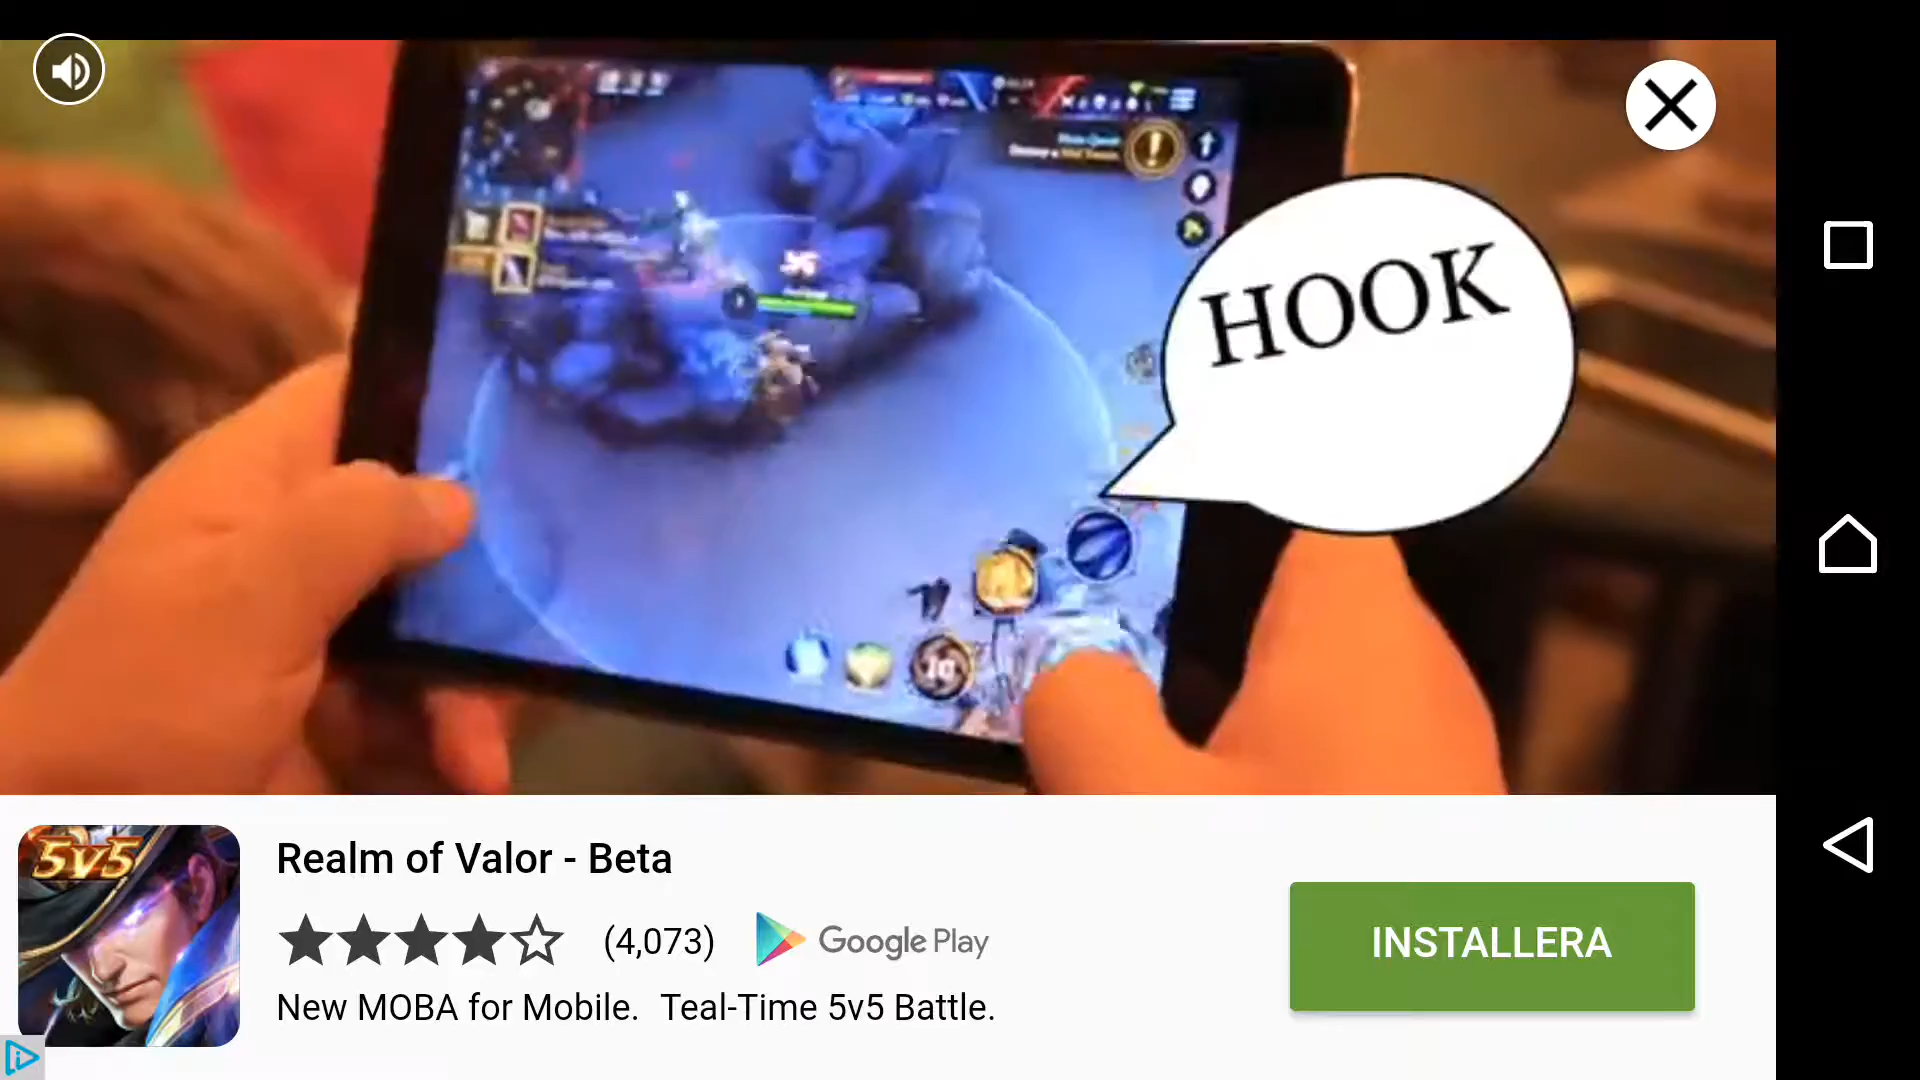 HOOK
5v5
Realm of Valor - Beta
(4,073)
Google Play
New MOBA for Mobile. Teal-Time 5v5 Battle.
INSTALLERA